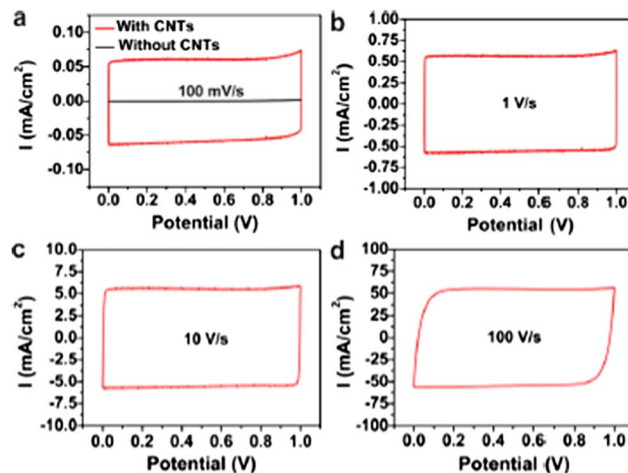 a
With CNTs
Without CNTs
100 mV/s
I (mA/cm²)
0.10
0.05
0.00
-0.05
-0.10
0.0 0.2 0.4 0.6 0.8 1.0
Potential (V)
b
1 V/s
I (mA/cm²)
1.00
0.75
0.50
0.25
0.00
-0.25
-0.50
-0.75
-1.00
0.0 0.2 0.4 0.6 0.8 1.0
Potential (V)
c
10 V/s
I (mA/cm²)
10.0
7.5
5.0
2.5
0.0
-2.5
-5.0
-7.5
-10.0
0.0 0.2 0.4 0.6 0.8 1.0
Potential (V)
d
100 V/s
I (mA/cm²)
100
50
0
-50
-100
0.0 0.2 0.4 0.6 0.8 1.0
Potential (V)